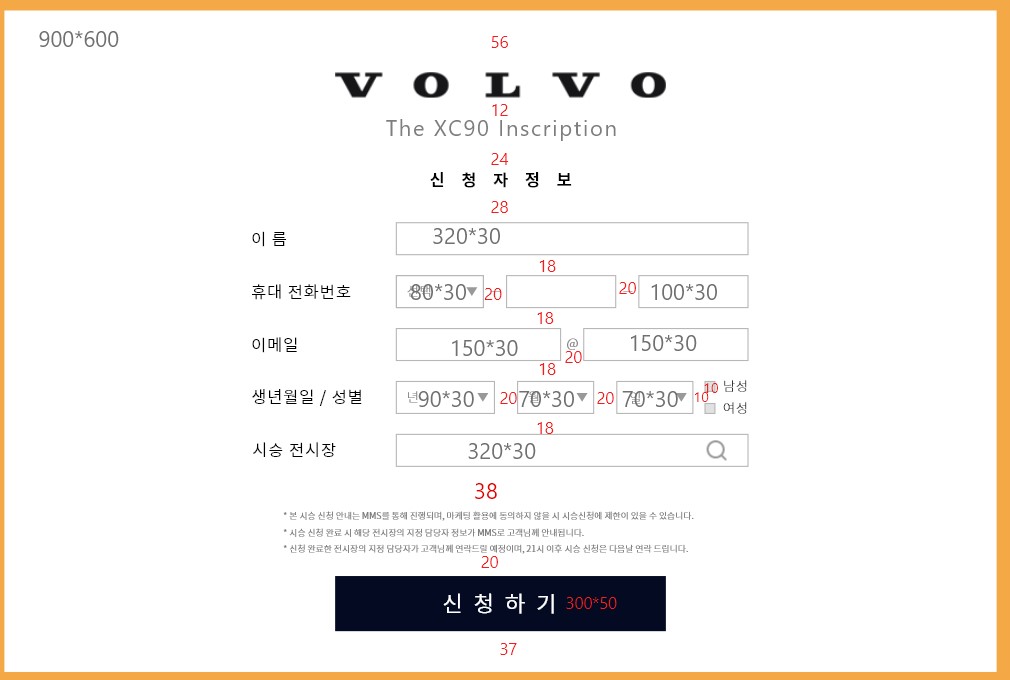 900*600
56
VOLVO
12
The XC90 Inscription
24
신 청 자 정 보
28
이 름 320*30
18
휴대 전화번호 80*30 20 20 100*30
18
이메일 150*30 @ 150*30
20
18
생년월일 / 성별 년 90*30 20 70*30 20 일 70*30 10 10 남성
여성
18
시승 전시장 320*30
38
* 본 시승 신청 안내는 MMS를 통해 진행되며, 마케팅 활용에 동의하지 않을 시 시승신청에 제한이 있을 수 있습니다.
* 시승 신청 완료 시 해당 전시장의 지정 담당자 정보가 MMS로 고객님께 안내됩니다.
* 신청 완료한 전시장의 지정 담당자가 고객님께 연락드릴 예정이며, 21시 이후 시승 신청은 다음날 연락 드립니다.
20
신 청 하 기 300*50
37